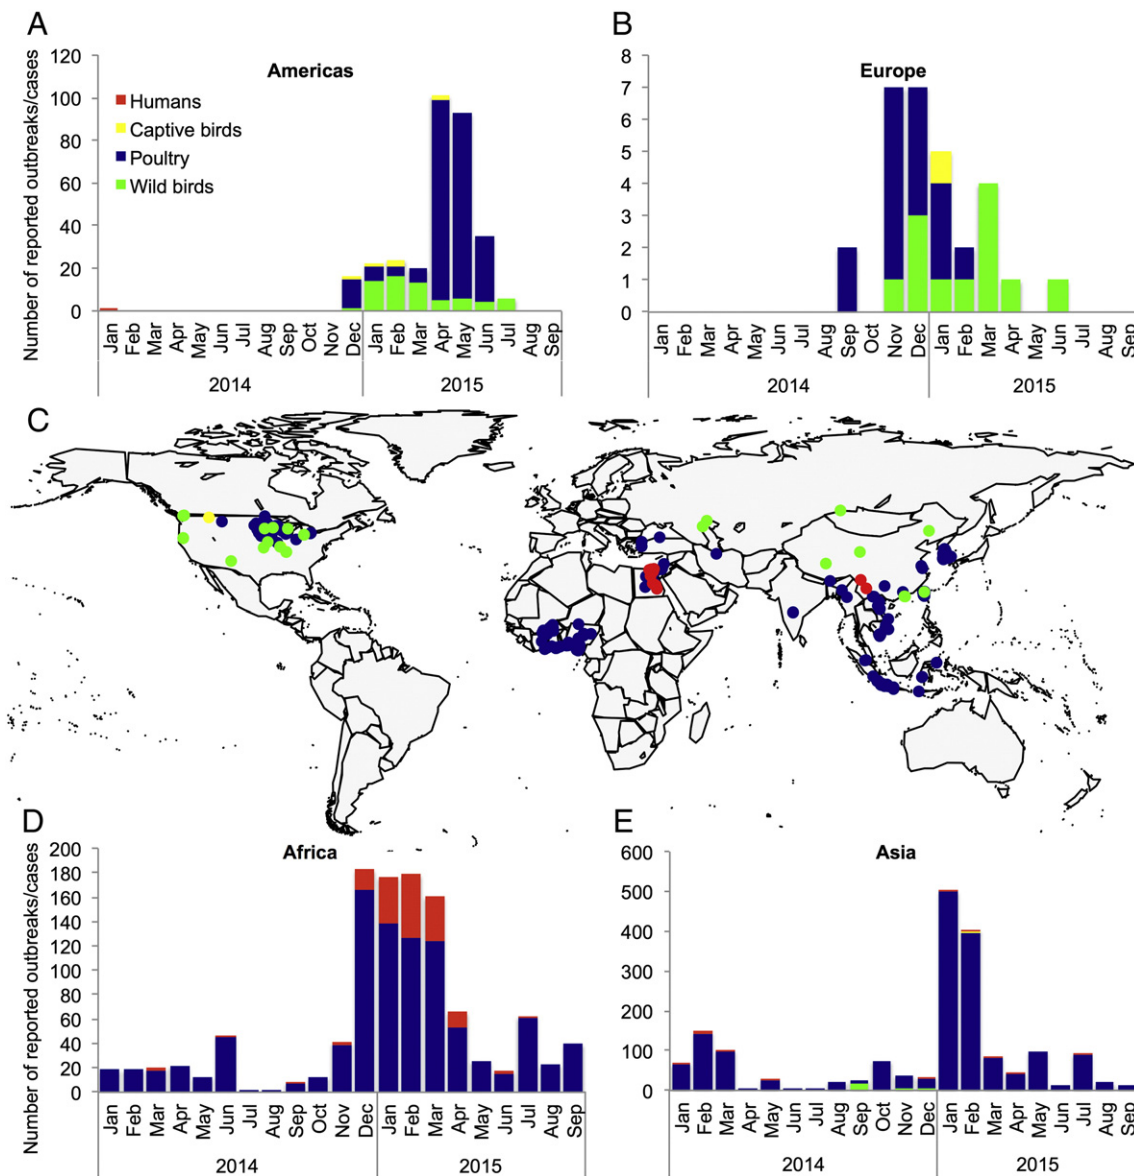 A
B
Number of reported outbreaks/cases
Americas
120
100
80
60
40
20
0
Humans
Captive birds
Poultry
Wild birds
Jan Feb Mar Apr May Jun Jul Aug Sep Oct Nov Dec Jan Feb Mar Apr May Jun Jul Aug Sep
2014 2015
Europe
8
7
6
5
4
3
2
1
0
Jan Feb Mar Apr May Jun Jul Aug Sep Oct Nov Dec Jan Feb Mar Apr May Jun Jul Aug Sep
2014 2015
C
D
E
Number of reported outbreaks/cases
Africa
200
180
160
140
120
100
80
60
40
20
0
Jan Feb Mar Apr May Jun Jul Aug Sep Oct Nov Dec Jan Feb Mar Apr May Jun Jul Aug Sep
2014 2015
Asia
600
500
400
300
200
100
0
Jan Feb Mar Apr May Jun Jul Aug Sep Oct Nov Dec Jan Feb Mar Apr May Jun Jul Aug Sep
2014 2015